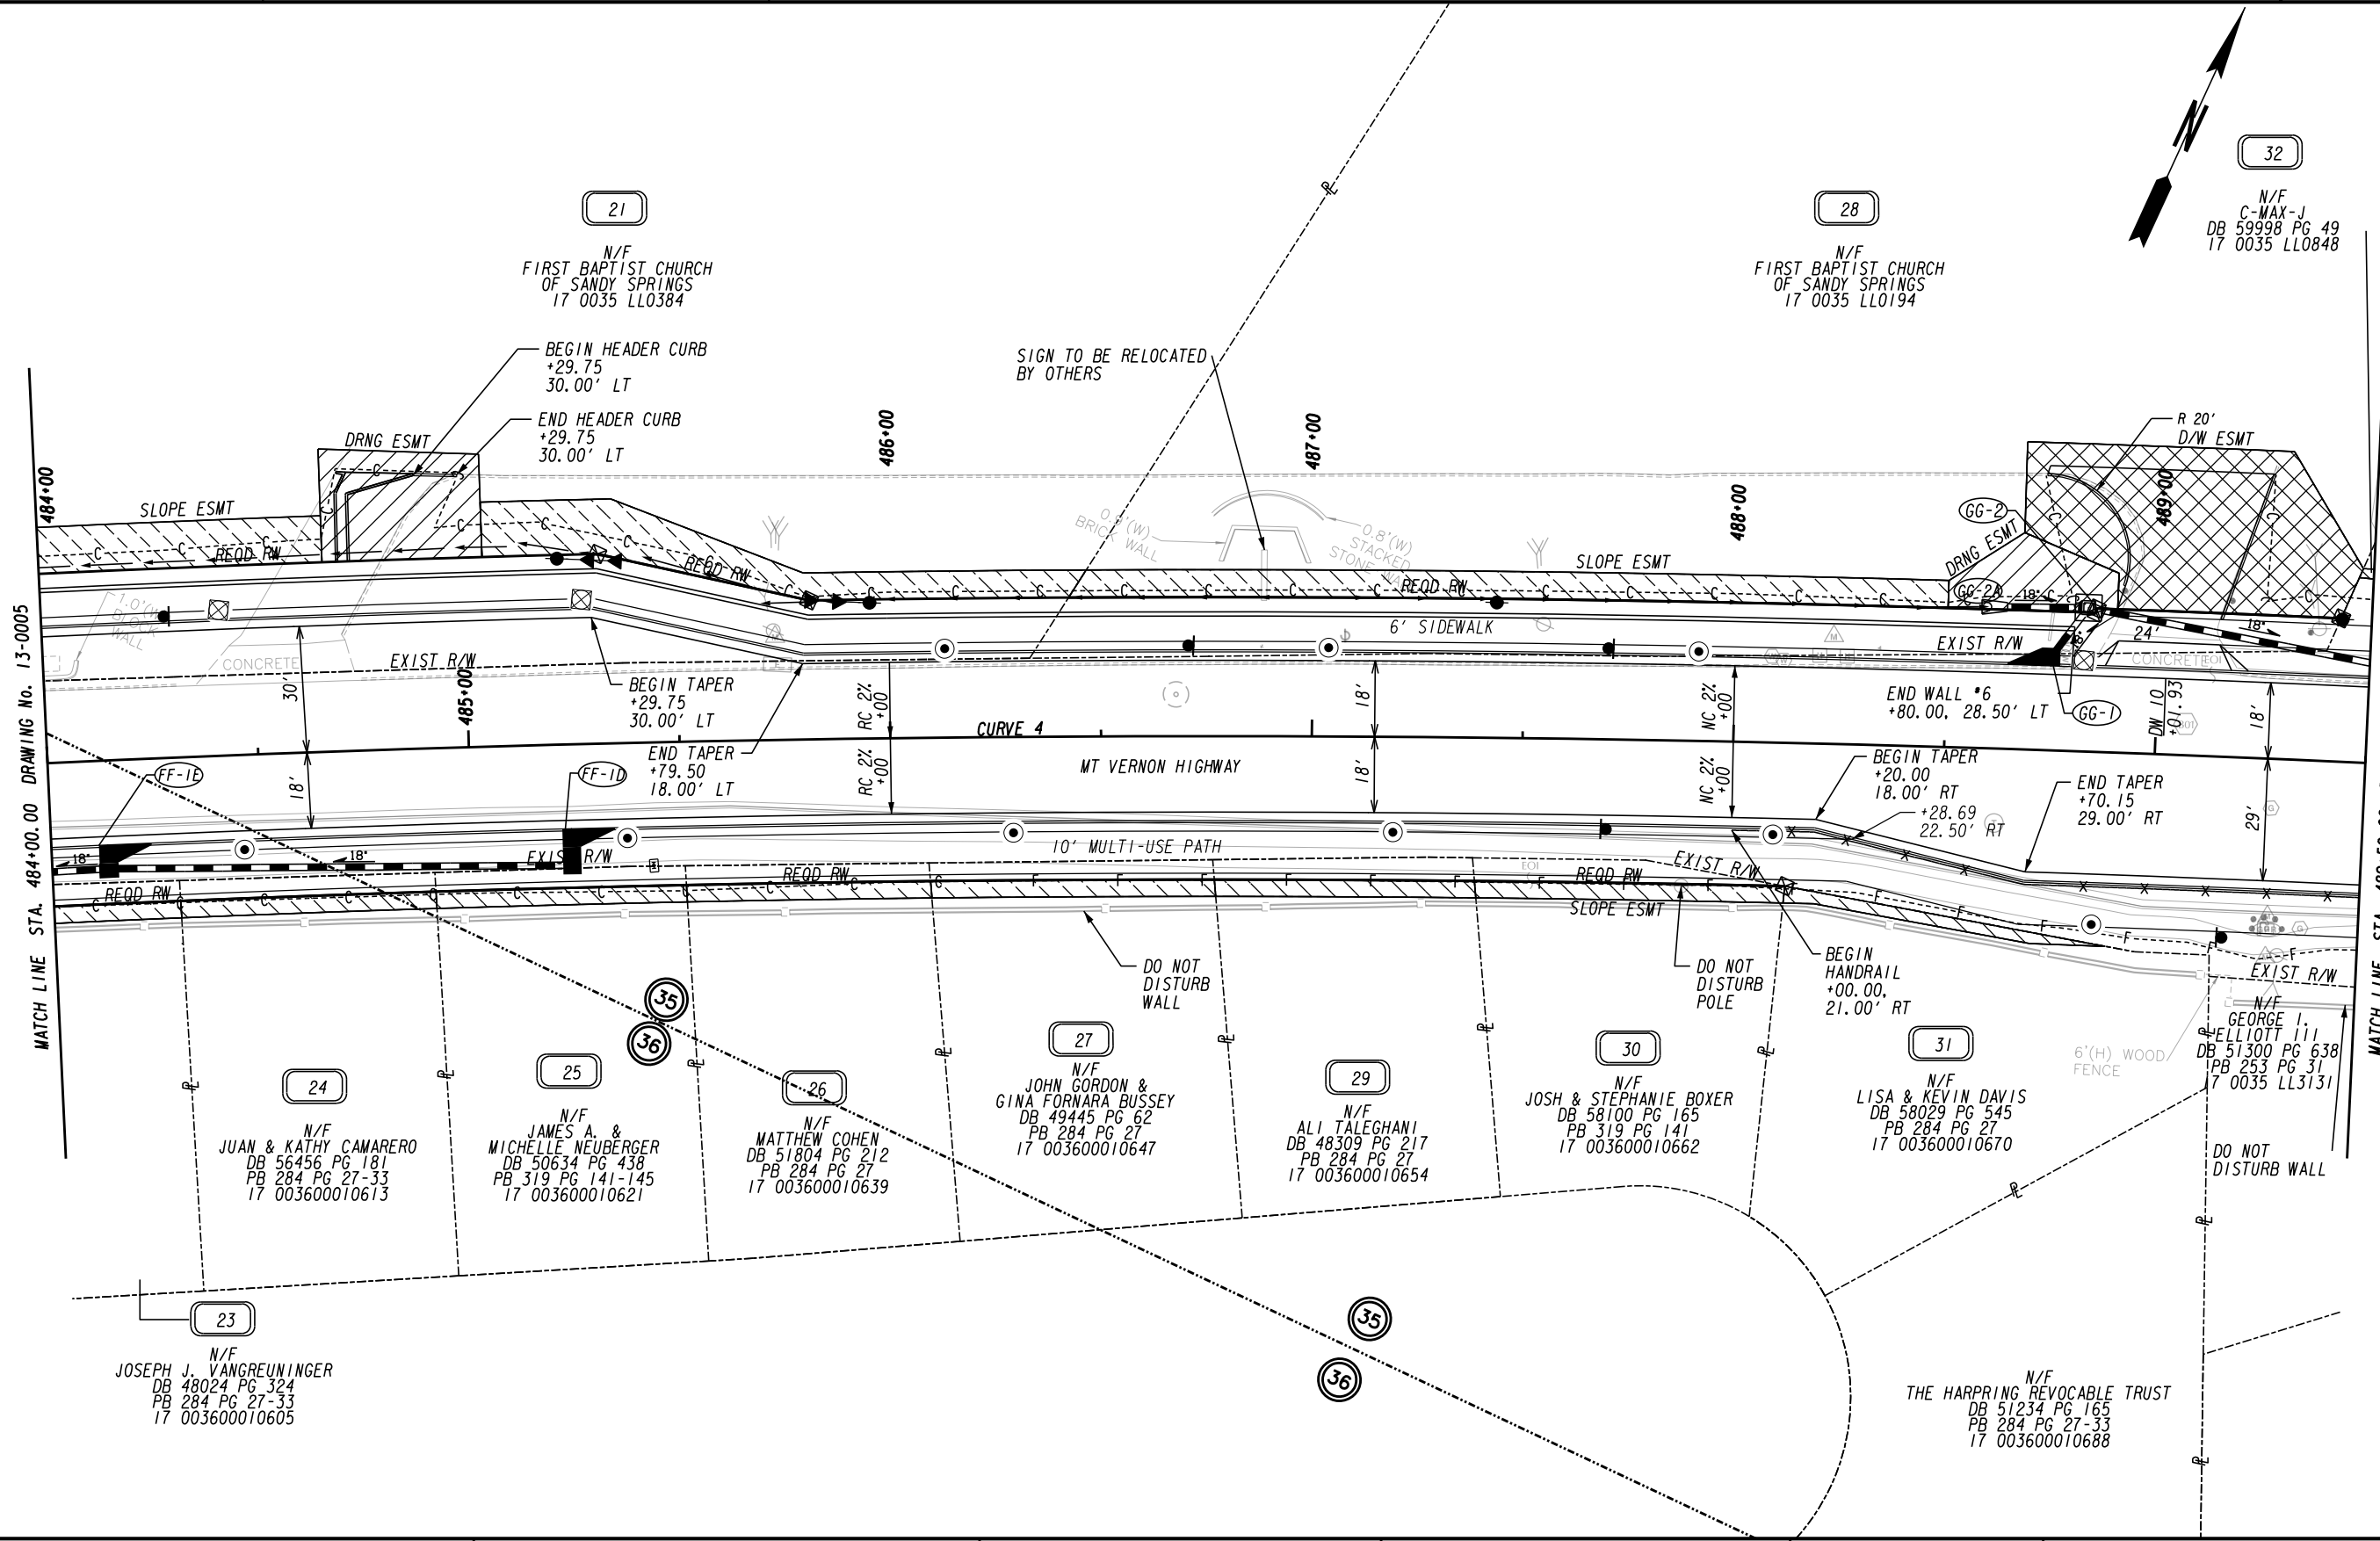 21
N/F
FIRST BAPTIST CHURCH
OF SANDY SPRINGS
17 0035 LL0384
28
N/F
FIRST BAPTIST CHURCH
OF SANDY SPRINGS
17 0035 LL0194
32
N/F
C-MAX-J
DB 59998 PG 49
17 0035 LL0848
N
PL
BEGIN HEADER CURB
+29.75
30.00' LT
END HEADER CURB
+29.75
30.00' LT
SIGN TO BE RELOCATED
BY OTHERS
R 20'
D/W ESMT
DRNG ESMT
484+00
485+00
486+00
487+00
488+00
489+00
SLOPE ESMT
REQD RW
REQD RW
BRICK WALL
0.8'(W)
STACKED
REQD RW
SLOPE ESMT
DRNG ESMT
GG-2
GG-2A
18"
18"
24'
1.0'(W)
BLOCK
WALL
CONCRETE
EXIST R/W
6' SIDEWALK
EXIST R/W
CONCRETE
EOI
MATCH LINE STA. 484+00.00 DRAWING No. 13-0005
30'
BEGIN TAPER
+29.75
30.00' LT
END TAPER
+79.50
18.00' LT
RC 2%
+00
RC 2%
+00
CURVE 4
MT VERNON HIGHWAY
18'
18'
NC 2%
+00
NC 2%
+00
END WALL #6
+80.00, 28.50' LT
GG-1
DW 10
+01.93
18'
29'
FF-1E
18'
FF-1D
BEGIN TAPER
+20.00
18.00' RT
+28.69
22.50' RT
END TAPER
+70.15
29.00' RT
18"
18"
EXIST R/W
10' MULTI-USE PATH
EXIST R/W
REQD RW
REQD RW
REQD RW
EOI
SLOPE ESMT
DO NOT
DISTURB
WALL
DO NOT
DISTURB
POLE
BEGIN
HANDRAIL
+00.00,
21.00' RT
EXIST R/W
35
36
24
N/F
JUAN & KATHY CAMARERO
DB 56456 PG 181
PB 284 PG 27-33
17 003600010613
25
N/F
JAMES A. &
MICHELLE NEUBERGER
DB 50634 PG 438
PB 319 PG 141-145
17 003600010621
26
N/F
MATTHEW COHEN
DB 51804 PG 212
PB 284 PG 27
17 003600010639
27
N/F
JOHN GORDON &
GINA FORNARA BUSSEY
DB 49445 PG 62
PB 284 PG 27
17 003600010647
29
N/F
ALI TALEGHANI
DB 48309 PG 217
PB 284 PG 27
17 003600010654
30
N/F
JOSH & STEPHANIE BOXER
DB 58100 PG 165
PB 319 PG 141
17 003600010662
31
N/F
LISA & KEVIN DAVIS
DB 58029 PG 545
PB 284 PG 27
17 003600010670
6'(H) WOOD
FENCE
N/F
GEORGE I.
ELLIOTT III
DB 51300 PG 638
PB 253 PG 31
17 0035 LL3131
DO NOT
DISTURB WALL
23
N/F
JOSEPH J. VANGREUNINGER
DB 48024 PG 324
PB 284 PG 27-33
17 003600010605
35
36
N/F
THE HARPRING REVOCABLE TRUST
DB 51234 PG 165
PB 284 PG 27-33
17 003600010688